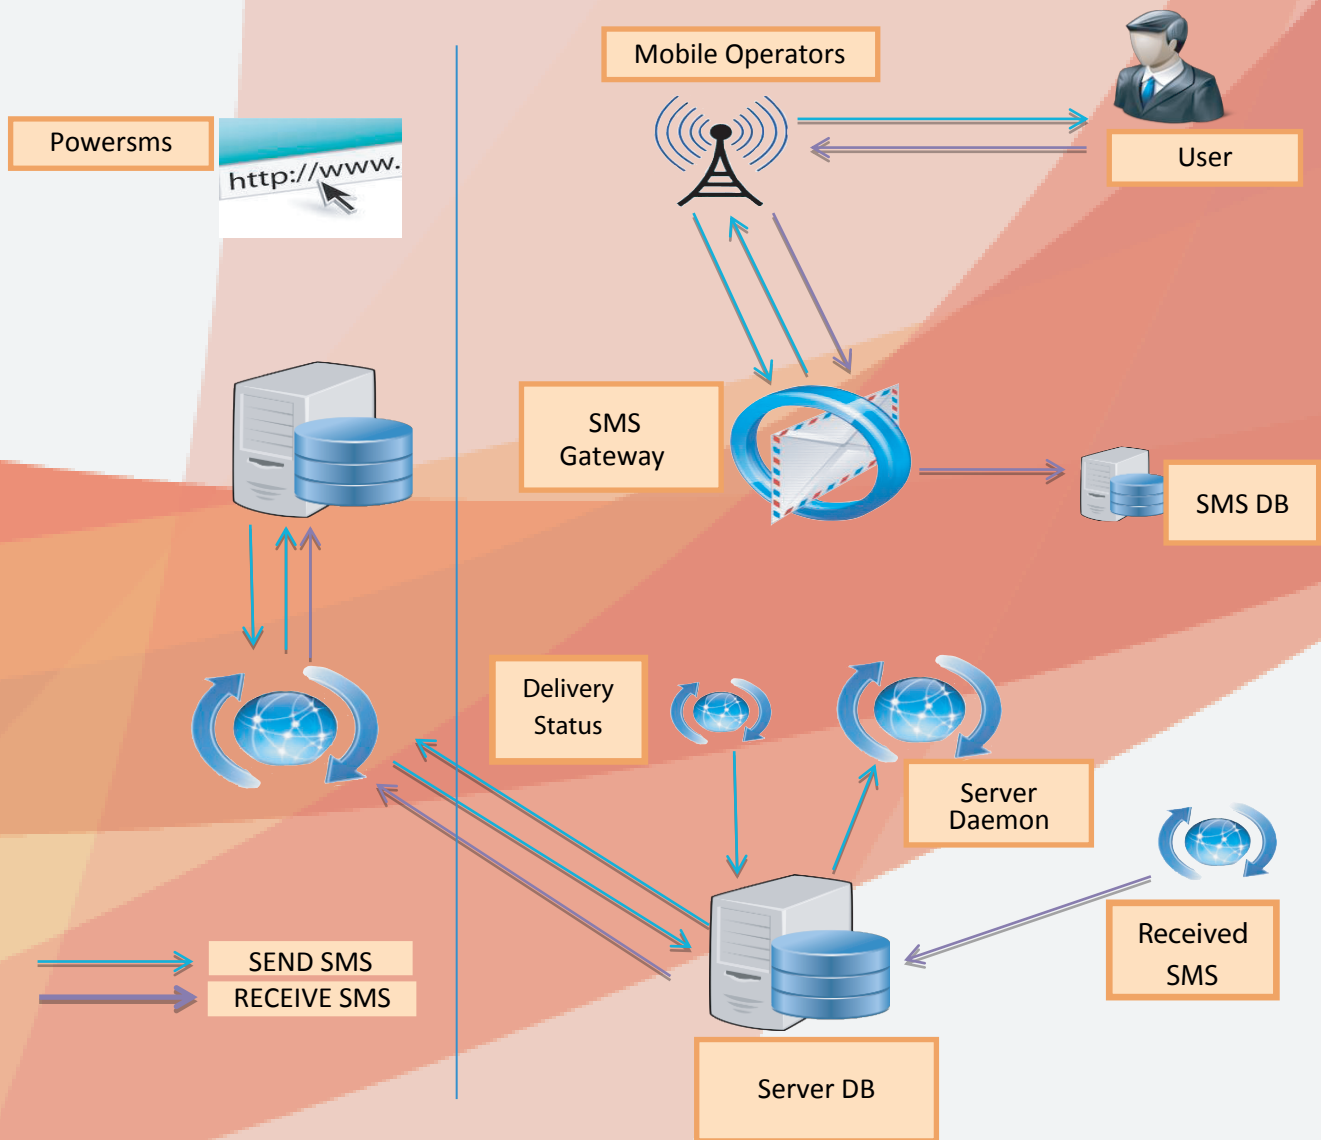 Mobile Operators
Powersms
http://www.
User
SMS
Gateway
SMS DB
Delivery
Status
Server
Daemon
Received
SMS
SEND SMS
RECEIVE SMS
Server DB